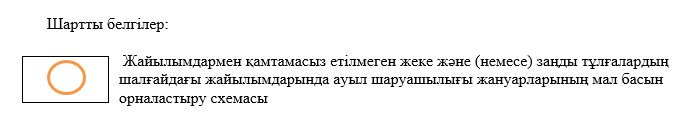 Шартты белгілер:
Жайылымдармен қамтамасыз етілмеген жеке және (немесе) заңды тұлғалардың
шалғайдағы жайылымдарында ауыл шаруашылығы жануарларының мал басын
орналастыру схемасы